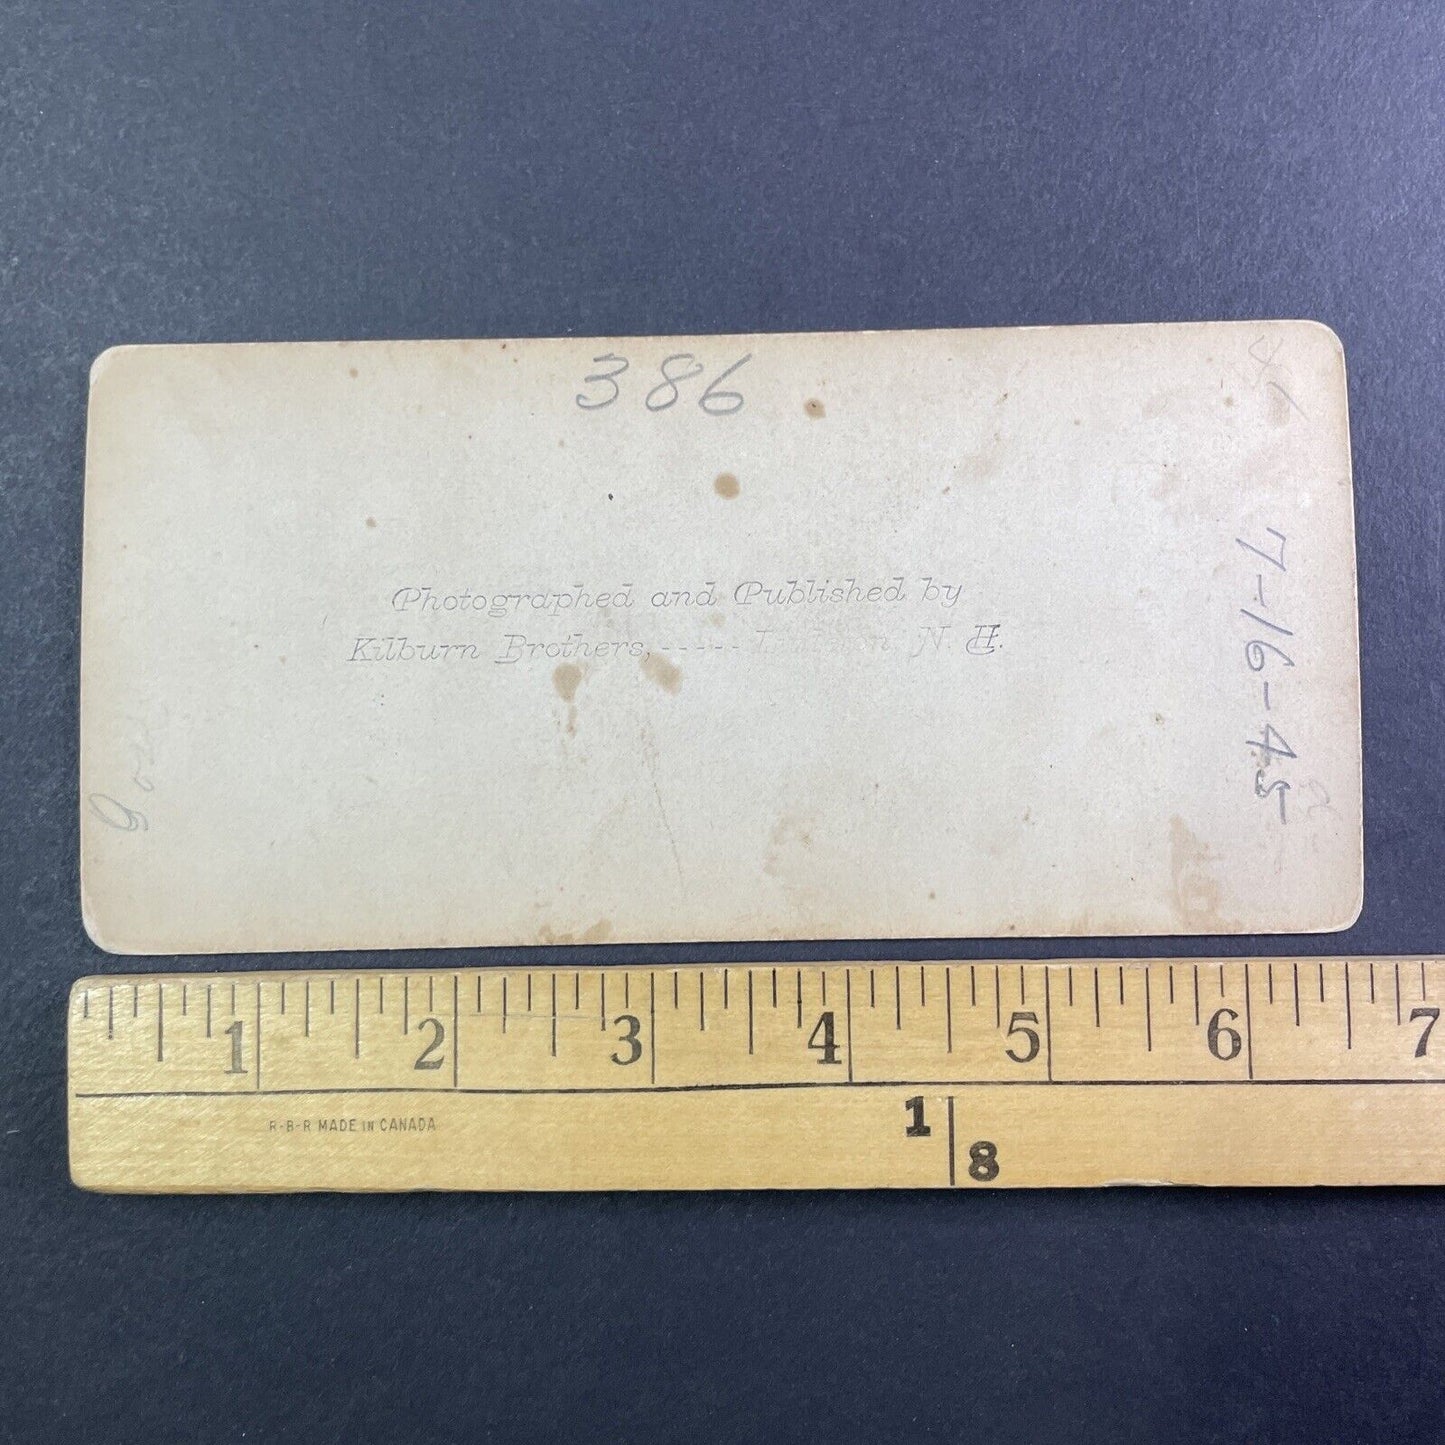 386
Photographed and Published by
Kilburn Brothers, ----- N. H.
7-16-45
1 2 3 4 5 6 7
R-B-R MADE IN CANADA
1
8